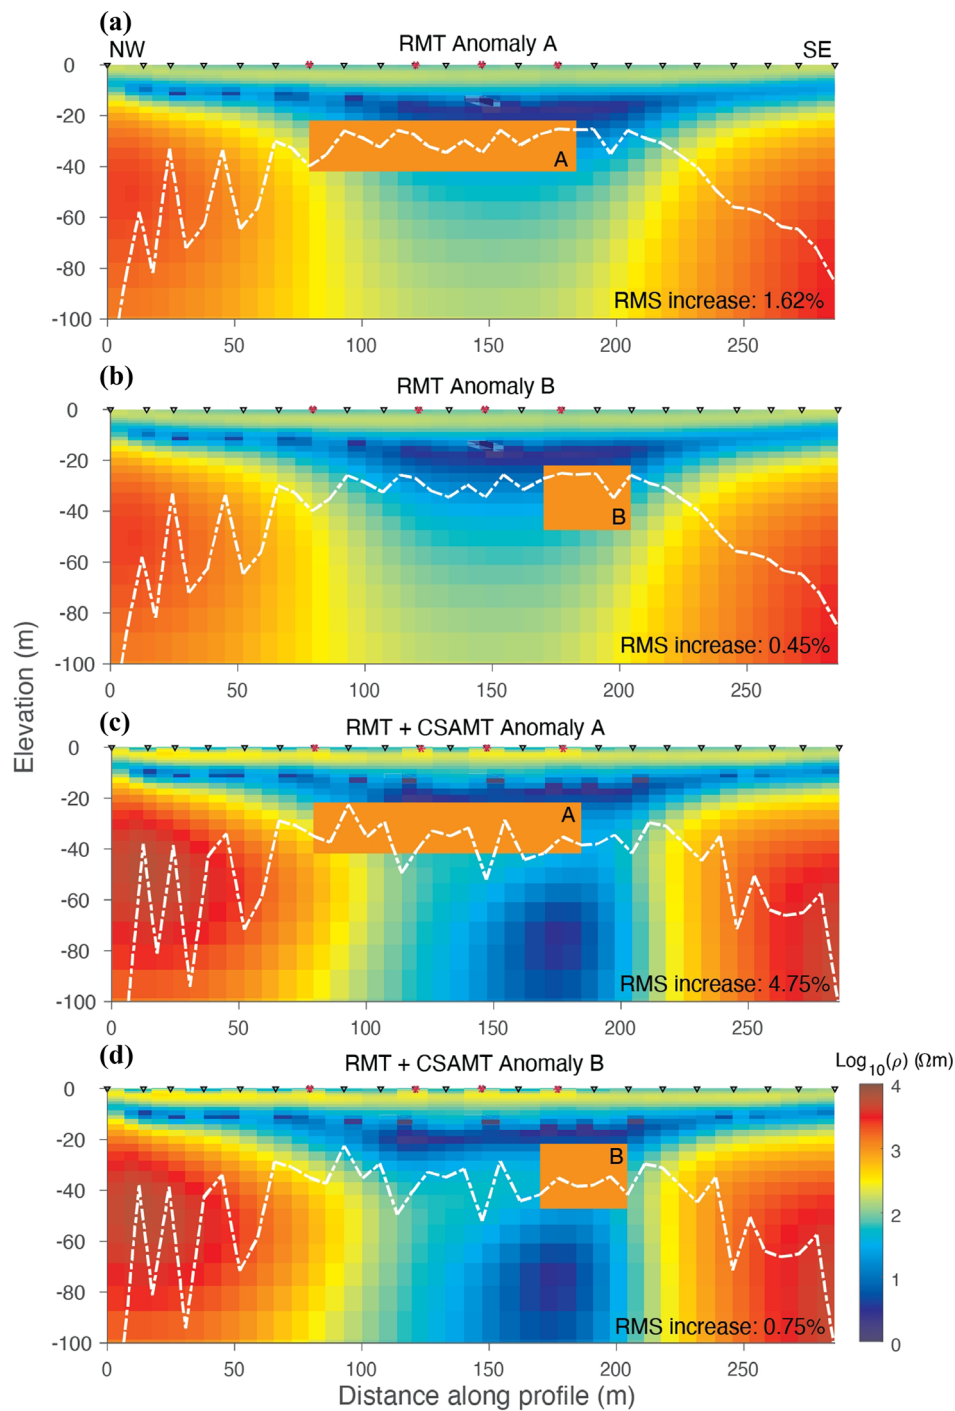 (a)
RMT Anomaly A
NW
SE
0
-20
-40
-60
-80
-100
A
RMS increase: 1.62%
0
50
100
150
200
250
(b)
RMT Anomaly B
0
-20
-40
-60
-80
-100
B
RMS increase: 0.45%
0
50
100
150
200
250
Elevation (m)
(c)
RMT + CSAMT Anomaly A
0
-20
-40
-60
-80
-100
A
RMS increase: 4.75%
0
50
100
150
200
250
(d)
RMT + CSAMT Anomaly B
0
-20
-40
-60
-80
-100
B
RMS increase: 0.75%
0
50
100
150
200
250
Distance along profile (m)
Log10(ρ) (Ωm)
4
3
2
1
0